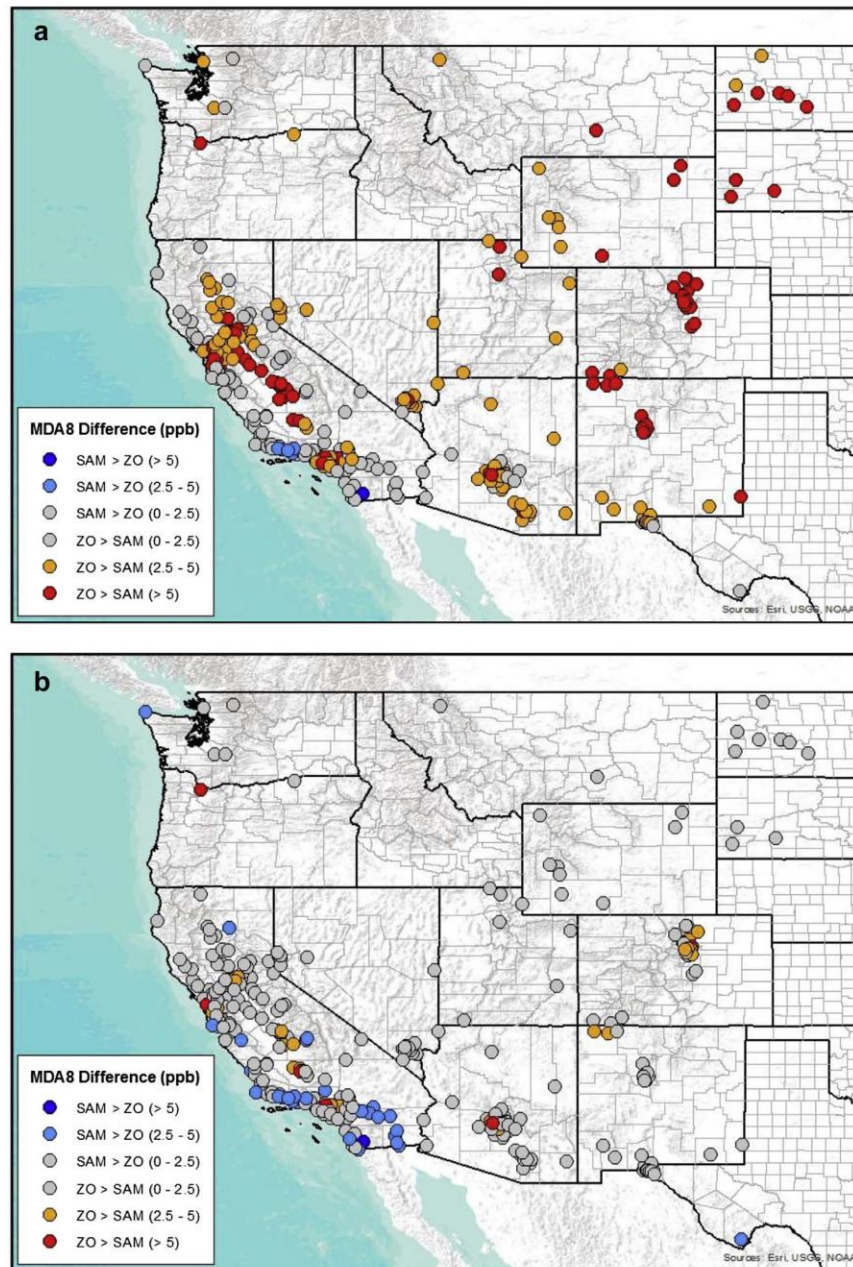 a
MDA8 Difference (ppb)
SAM > ZO (> 5)
SAM > ZO (2.5 - 5)
SAM > ZO (0 - 2.5)
ZO > SAM (0 - 2.5)
ZO > SAM (2.5 - 5)
ZO > SAM (> 5)
Sources: Esri, USGS, NOAA
b
MDA8 Difference (ppb)
SAM > ZO (> 5)
SAM > ZO (2.5 - 5)
SAM > ZO (0 - 2.5)
ZO > SAM (0 - 2.5)
ZO > SAM (2.5 - 5)
ZO > SAM (> 5)
Sources: Esri, USGS, NOAA